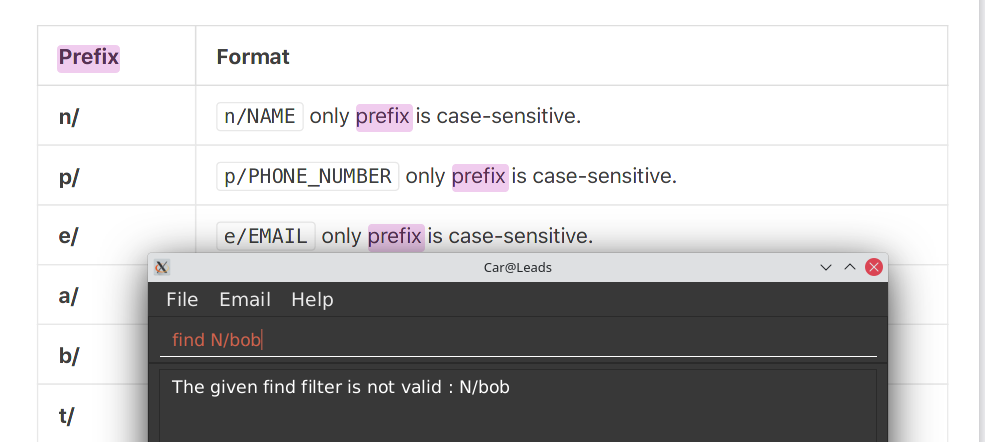 Prefix Format
n/ n/NAME only prefix is case-sensitive.
p/ p/PHONE_NUMBER only prefix is case-sensitive.
e/ e/EMAIL only prefix is case-sensitive.
a/
b/
t/
Car@Leads
File Email Help
find N/bob
The given find filter is not valid : N/bob